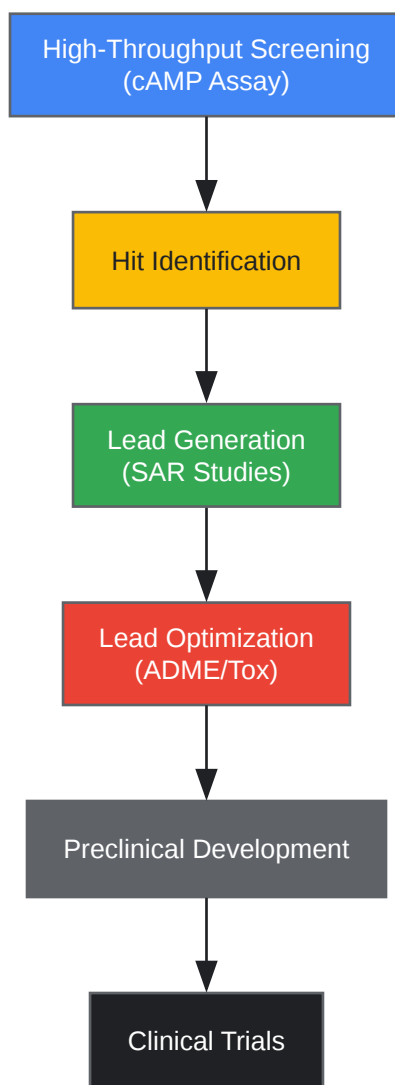 High-Throughput Screening
(cAMP Assay)
Hit Identification
Lead Generation
(SAR Studies)
Lead Optimization
(ADME/Tox)
Preclinical Development
Clinical Trials